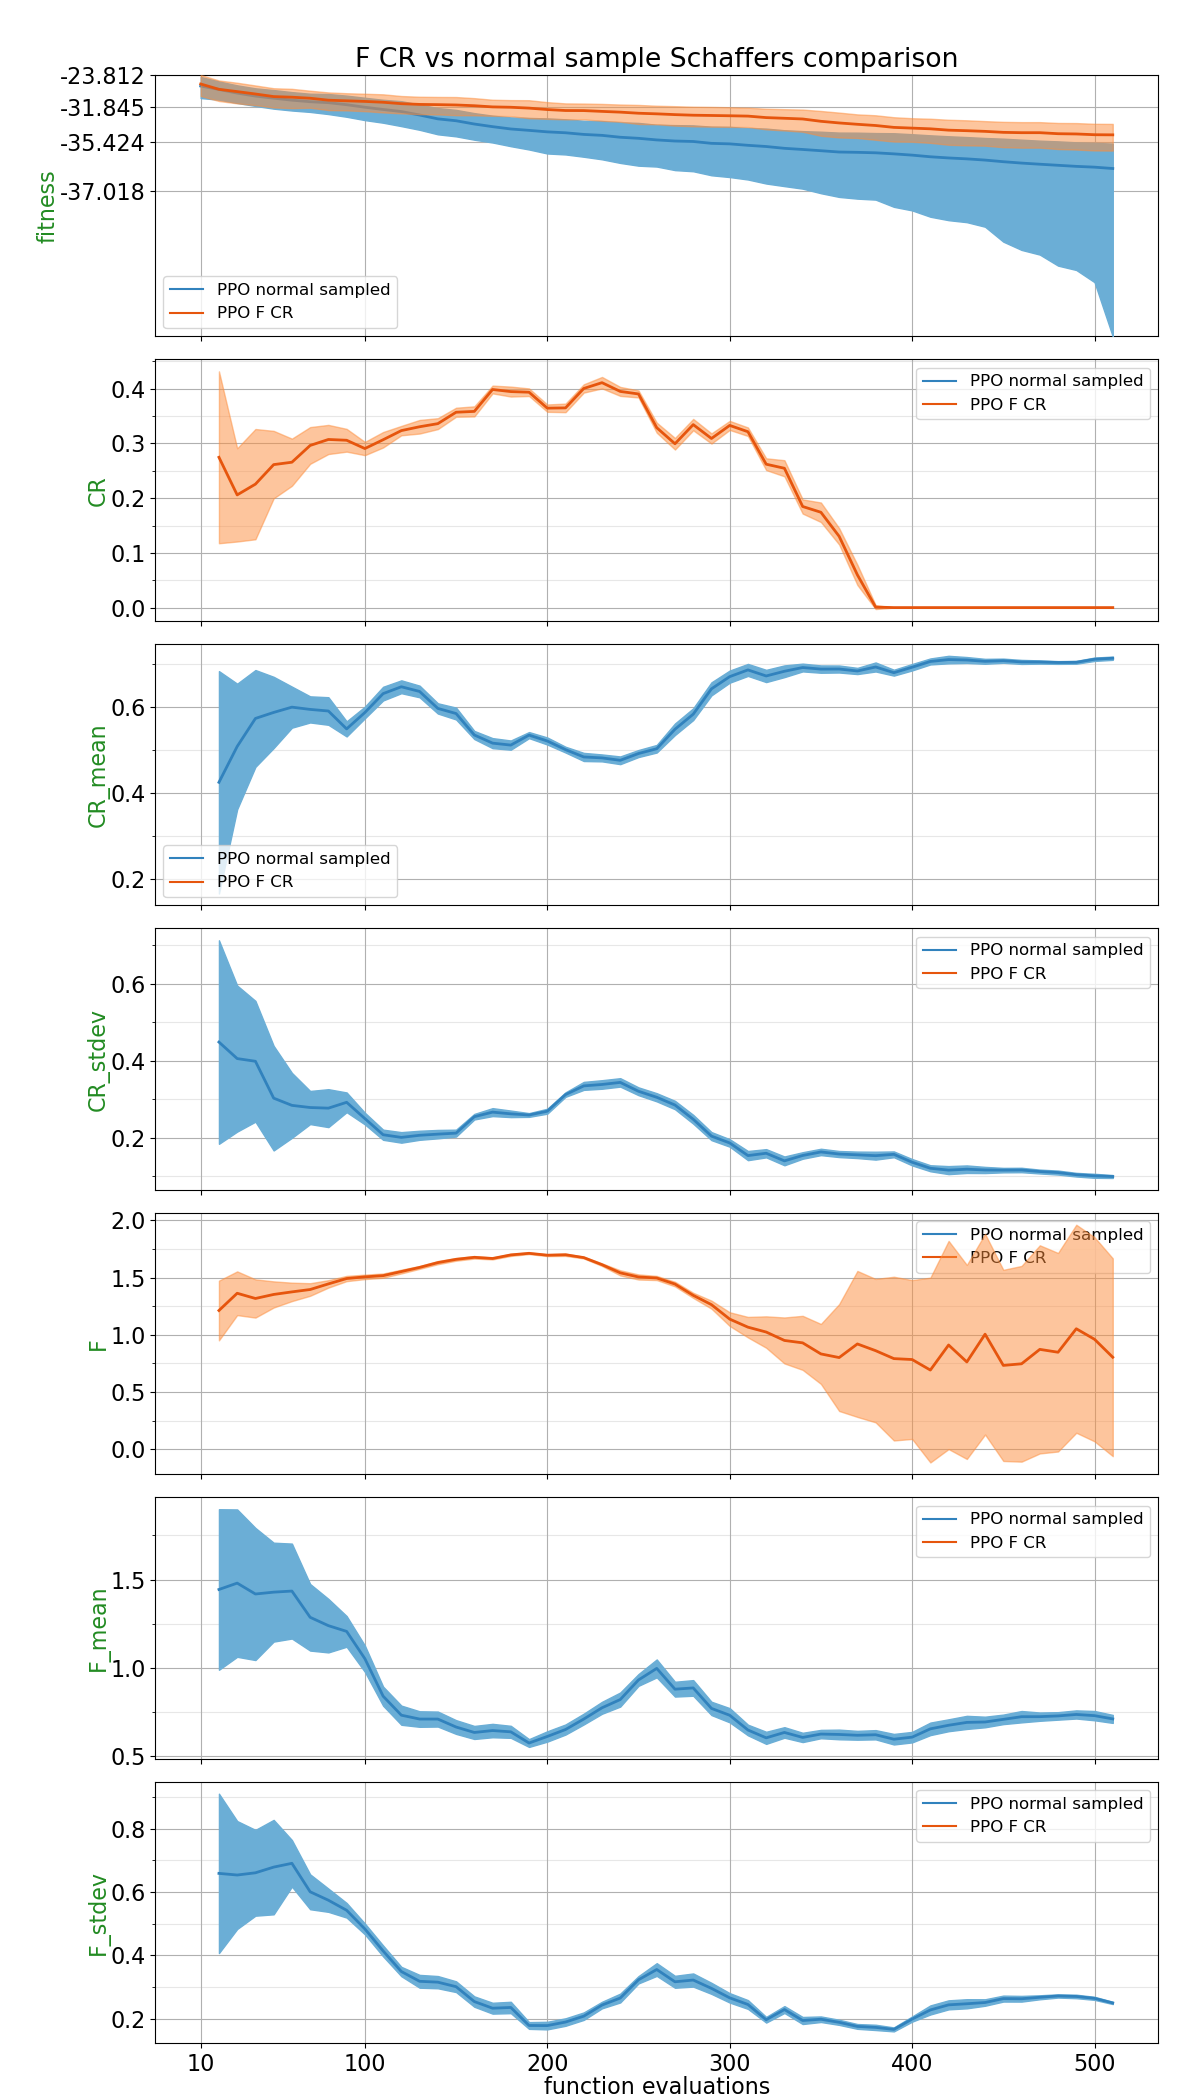 F CR vs normal sample Schaffers comparison
-23.812
-31.845
-35.424
-37.018
fitness
PPO normal sampled
PPO F CR
0.4
0.3
0.2
0.1
0.0
CR
PPO normal sampled
PPO F CR
0.6
0.4
0.2
CR_mean
PPO normal sampled
PPO F CR
0.6
0.4
0.2
CR_stdev
PPO normal sampled
PPO F CR
2.0
1.5
1.0
0.5
0.0
F
PPO normal sampled
PPO F CR
1.5
1.0
0.5
F_mean
PPO normal sampled
PPO F CR
0.8
0.6
0.4
0.2
F_stdev
PPO normal sampled
PPO F CR
10 100 200 300 400 500
function evaluations